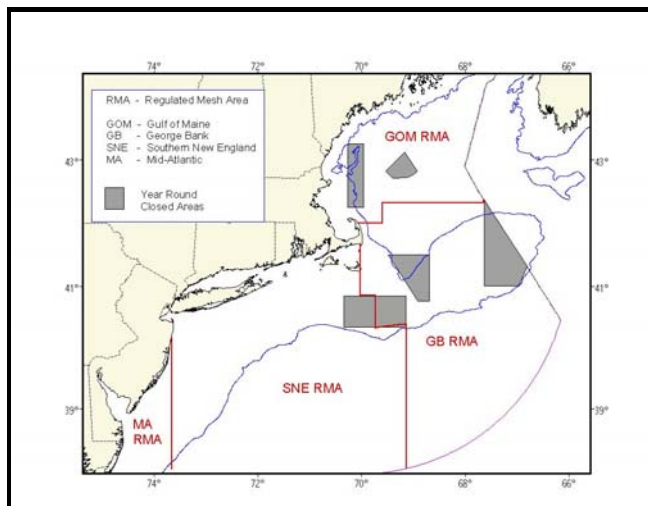 74° 72° 70° 68° 66°
RMA - Regulated Mesh Area
GOM - Gulf of Maine
GB - George Bank
SNE - Southern New England
MA - Mid-Atlantic
Year Round
Closed Areas
GOM RMA
43° 43°
41° 41°
GB RMA
SNE RMA
39° 39°
MA
RMA
74° 72° 70° 68° 66°